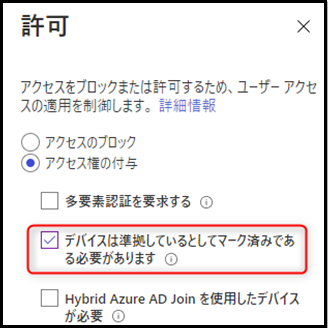 許可
アクセスをブロックまたは許可するため、ユーザー アクセ
スの適用を制御します。 詳細情報
アクセスのブロック
アクセス権の付与
多要素認証を要求する
デバイスは準拠しているとしてマーク済みであ
る必要があります
Hybrid Azure AD Join を使用したデバイス
が必要